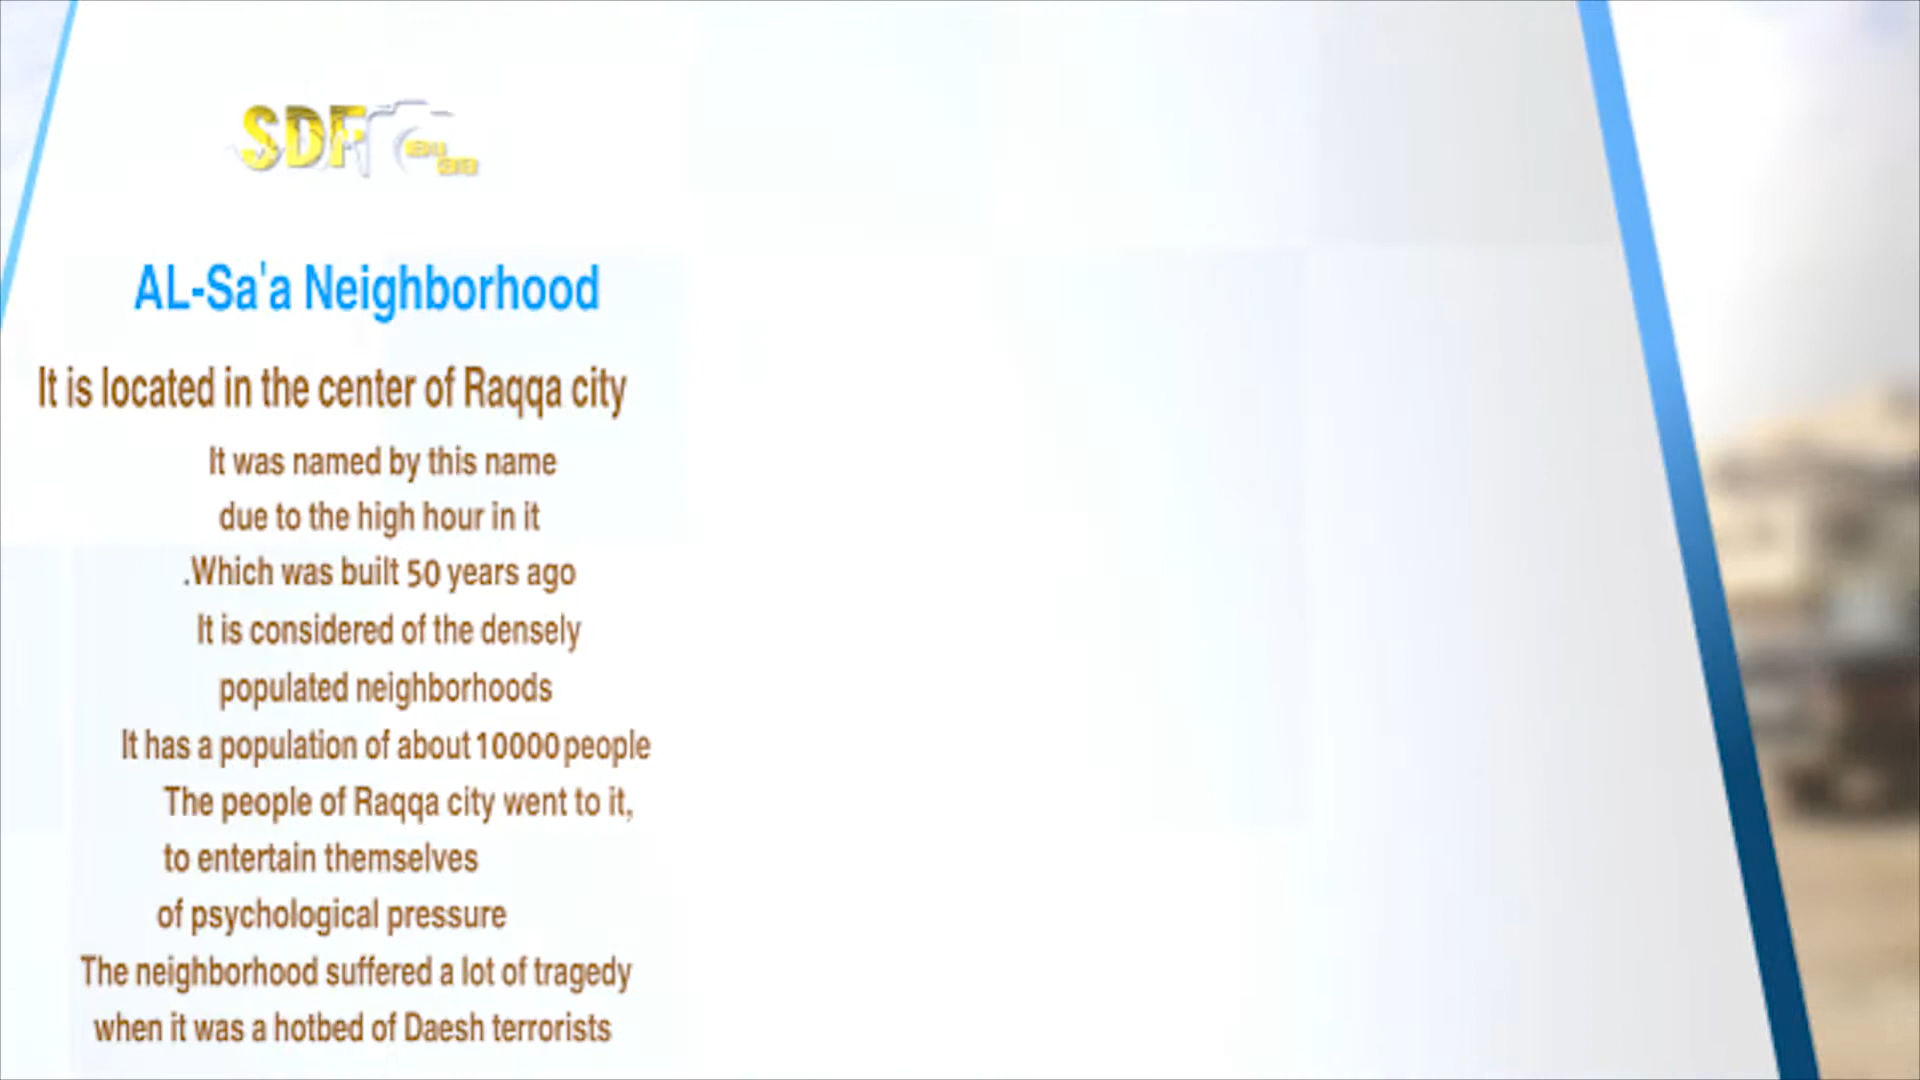 SDF
AL-Sa'a Neighborhood
It is located in the center of Raqqa city
It was named by this name
due to the high hour in it
.Which was built 50 years ago
It is considered of the densely
populated neighborhoods
It has a population of about 10000 people
The people of Raqqa city went to it,
to entertain themselves
of psychological pressure
The neighborhood suffered a lot of tragedy
when it was a hotbed of Daesh terrorists